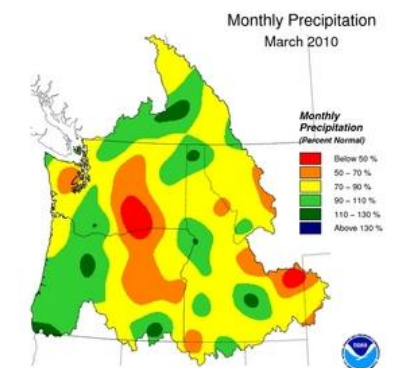 Monthly Precipitation
March 2010
Monthly
Precipitation
(Percent Normal)
Below 50 %
50 – 70 %
70 – 90 %
90 – 110 %
110 – 130 %
Above 130 %
NOAA